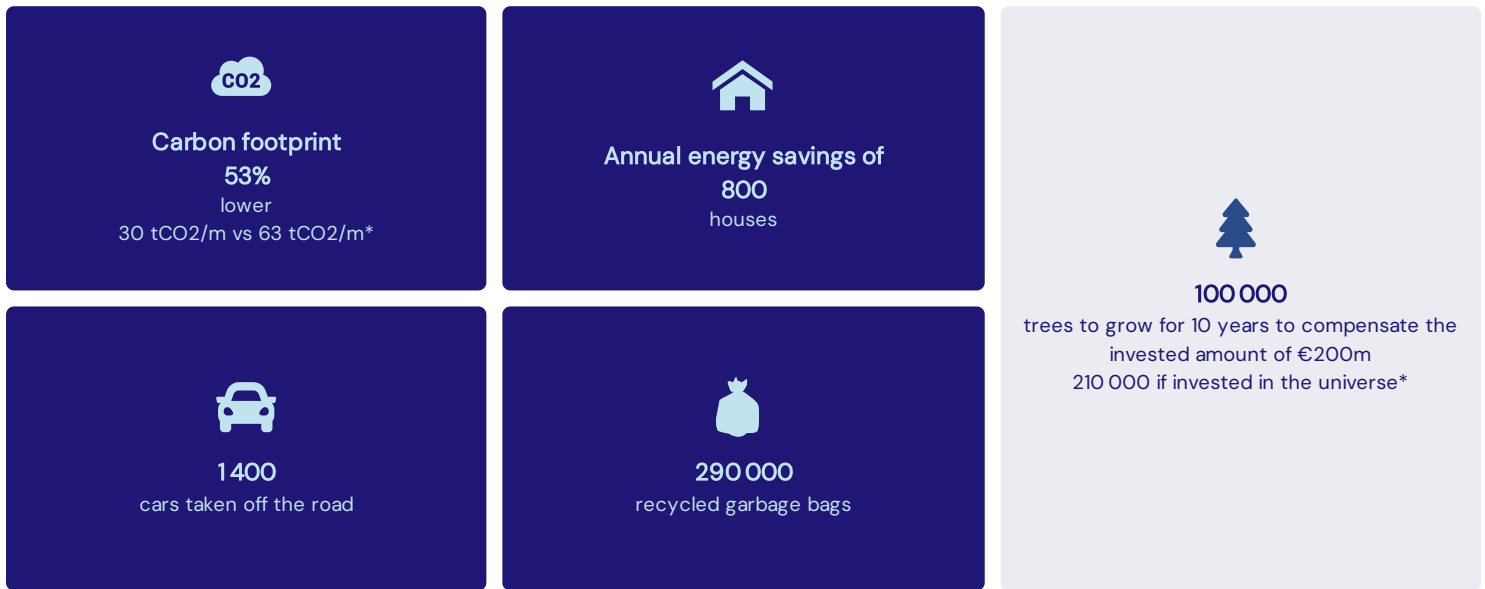 CO2
Carbon footprint
53%
lower
30 tCO2/m vs 63 tCO2/m*
Annual energy savings of
800
houses
1 400
cars taken off the road
290 000
recycled garbage bags
100 000
trees to grow for 10 years to compensate the
invested amount of €200m
210 000 if invested in the universe*